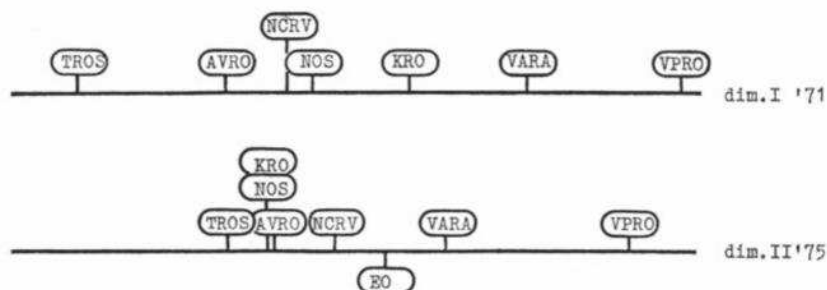 NCRV
TROS AVRO NOS KRO VARA VPRO
dim.I '71
KRO
NOS
TROS AVRO NCRV VARA VPRO
dim.II'75
EO